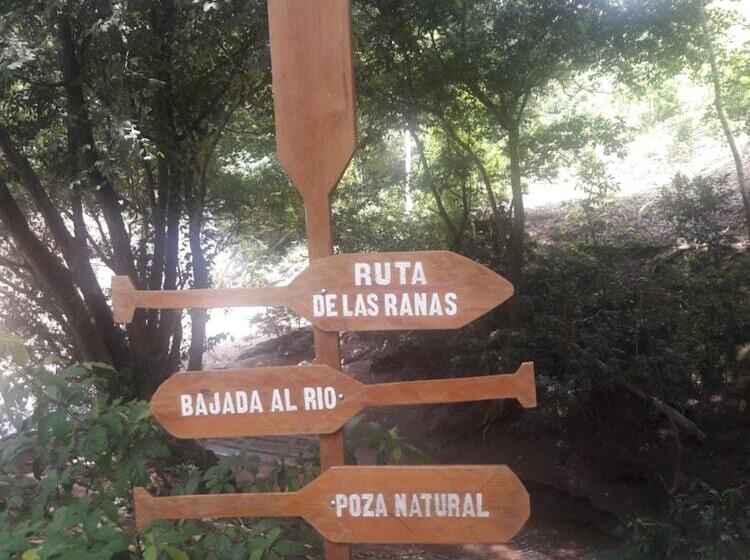 RUTA
DE LAS RANAS
BAJADA AL RIO
POZA NATURAL